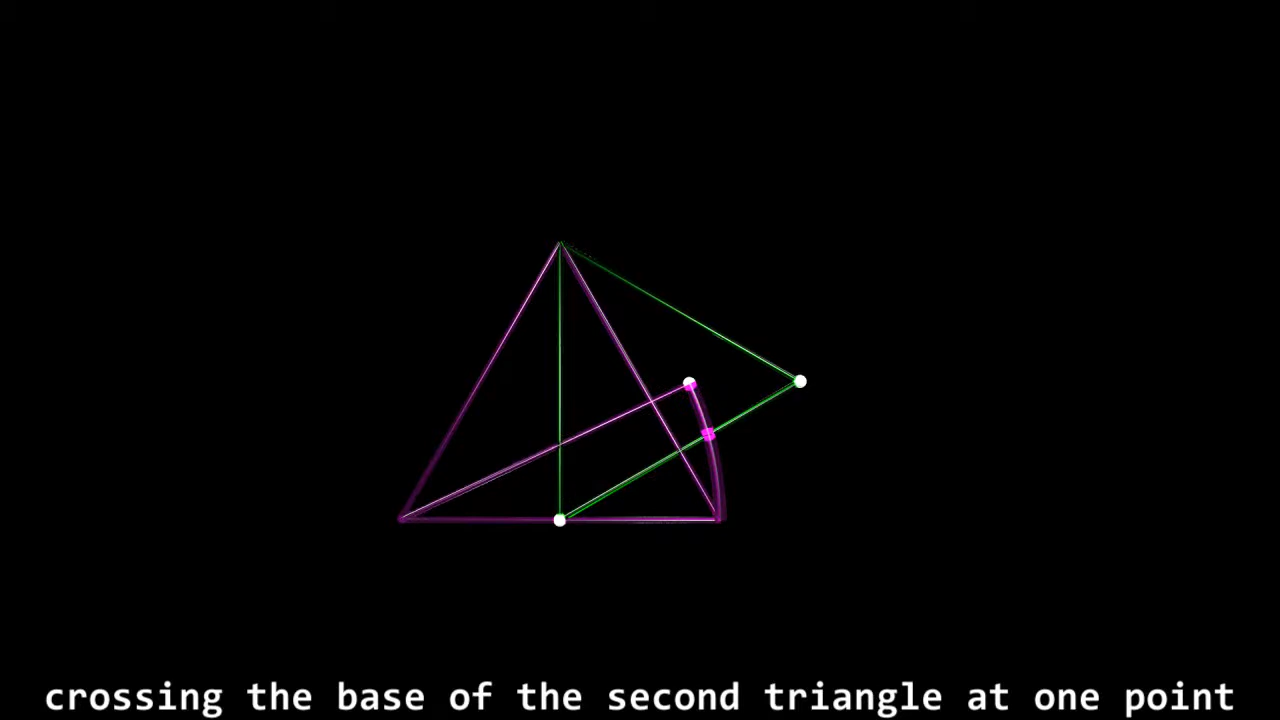 crossing the base of the second triangle at one point